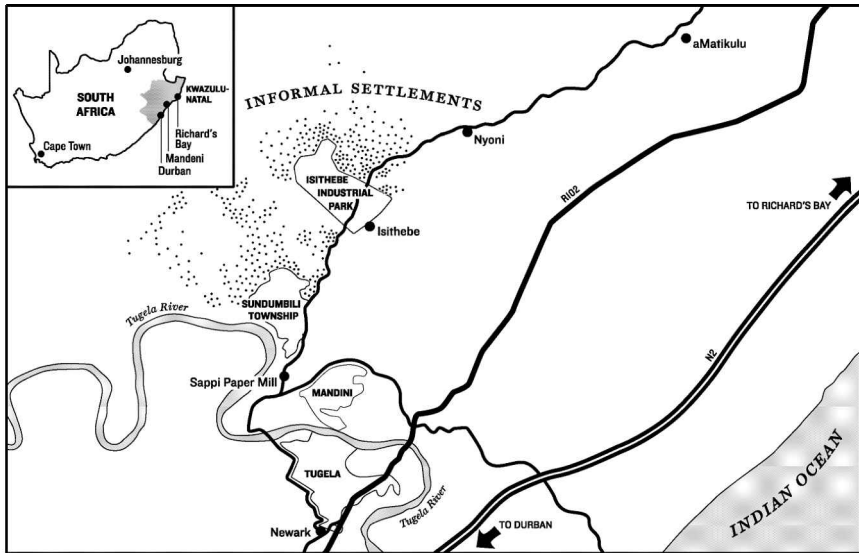 Johannesburg
SOUTH
AFRICA
KWAZULU-
NATAL
Cape Town
Richard's
Bay
Mandeni
Durban
INFORMAL SETTLEMENTS
aMatikulu
Nyoni
ISITHEBE
INDUSTRIAL
PARK
Isithebe
R102
TO RICHARD'S BAY
SUNDUMBILI
TOWNSHIP
Tugela River
N2
Sappi Paper Mill
MANDINI
TUGELA
Tugela River
Newark
TO DURBAN
INDIAN OCEAN